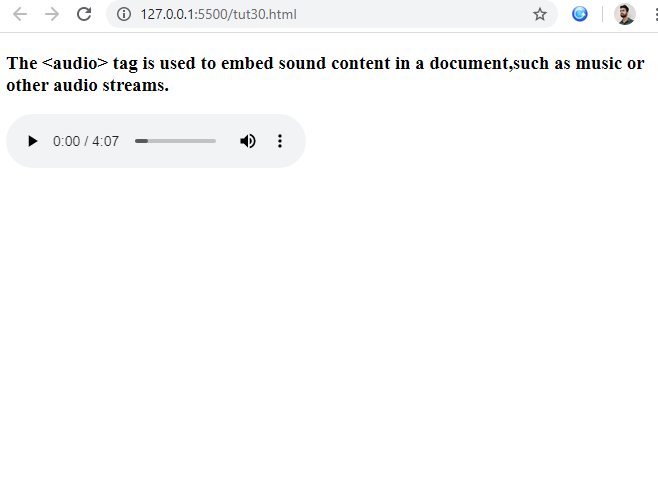 127.0.0.1:5500/tut30.html
The <audio> tag is used to embed sound content in a document,such as music or
other audio streams.
0:00 / 4:07